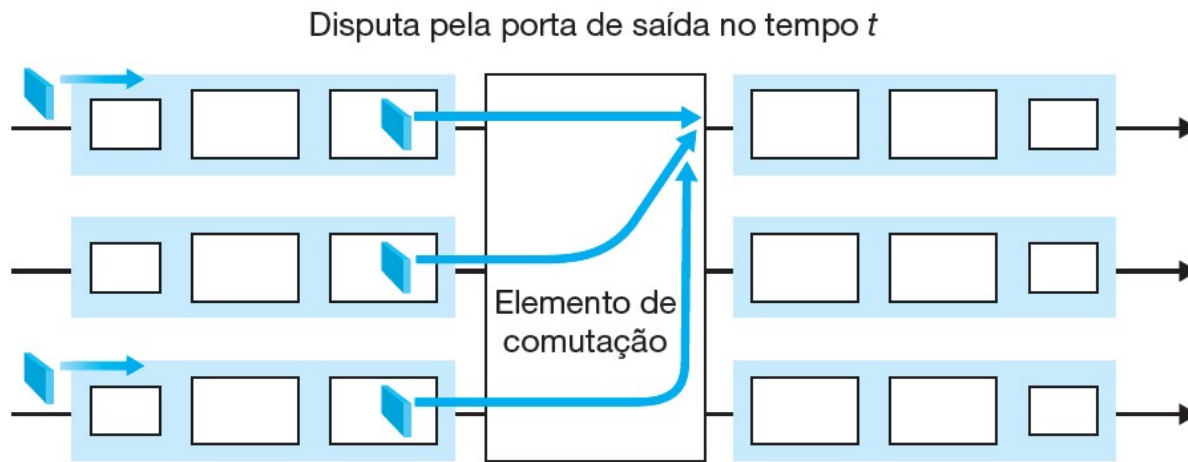 Disputa pela porta de saída no tempo t
Elemento de
comutação